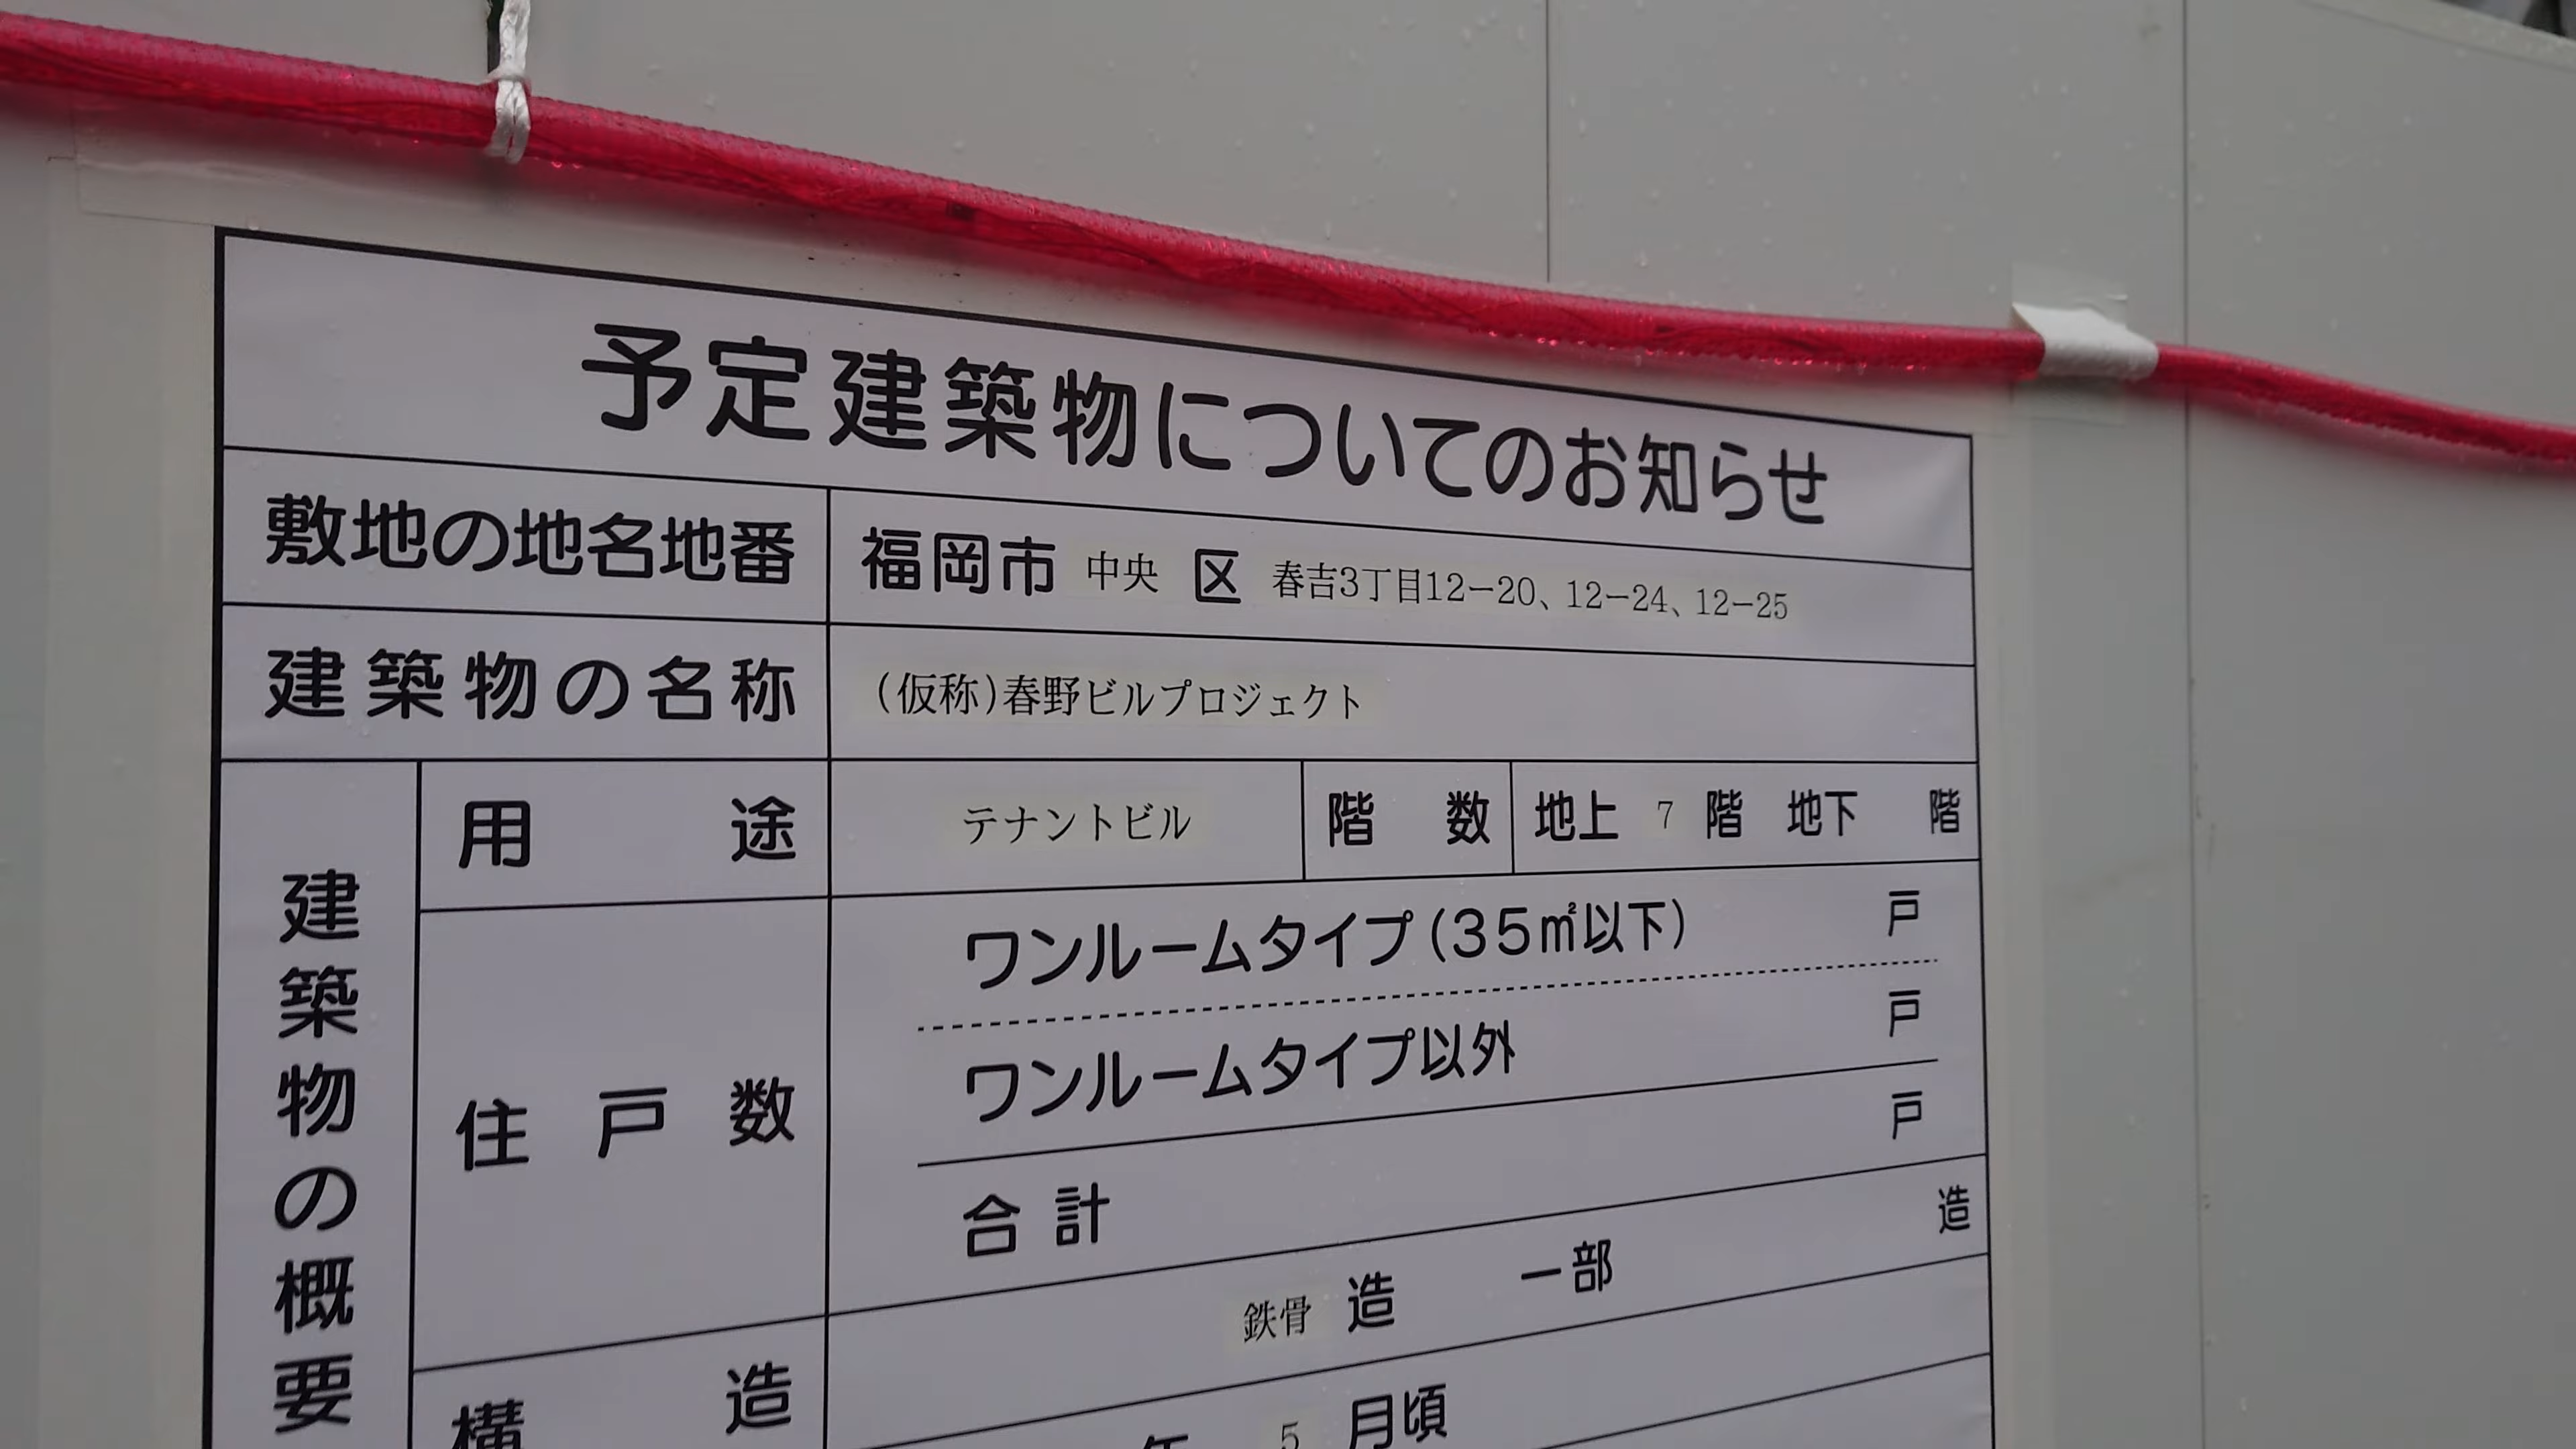 予定建築物についてのお知らせ
敷地の地名地番 福岡市 中央 区 春吉3丁目12−20、12−24、12−25
建築物の名称 (仮称)春野ビルプロジェクト
建築物の概要
用途 テナントビル 階数 地上 7 階 地下 階
住戸数 ワンルームタイプ(35㎡以下) 戸
ワンルームタイプ以外 戸
合計 戸
構造 鉄骨 造 一部 造
年 5 月頃